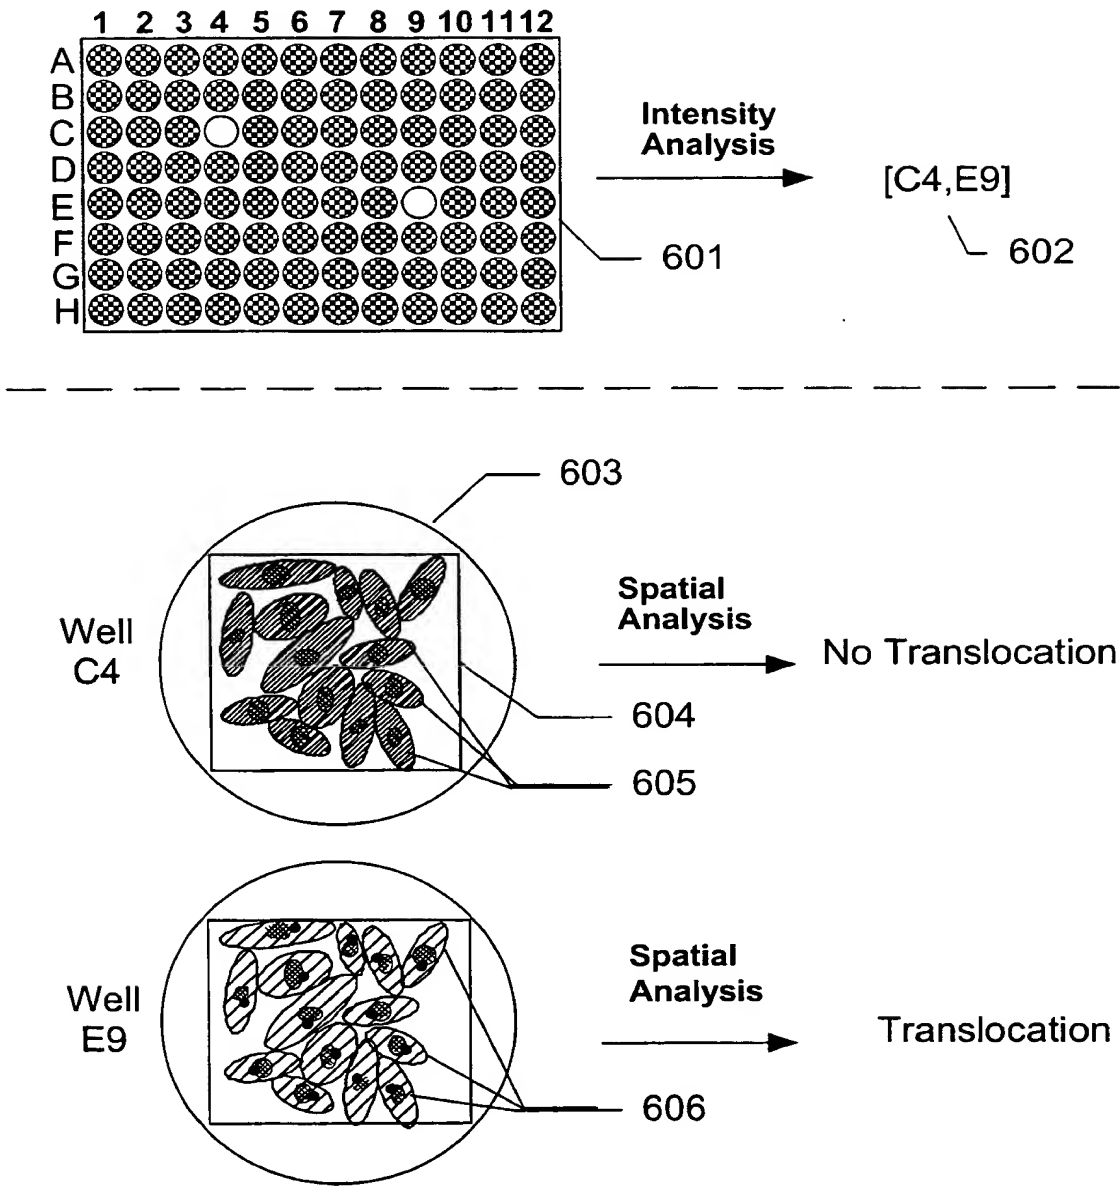 1 2 3 4 5 6 7 8 9 10 11 12
A
B
C
D
E
F
G
H
Intensity
Analysis
[C4,E9]
601
602
603
Well
C4
Spatial
Analysis
No Translocation
604
605
Well
E9
Spatial
Analysis
Translocation
606